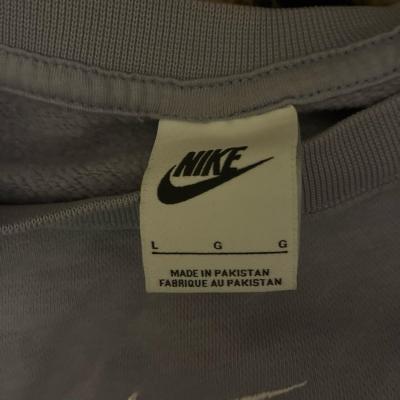 NIKE
L G G
MADE IN PAKISTAN
FABRIQUE AU PAKISTAN